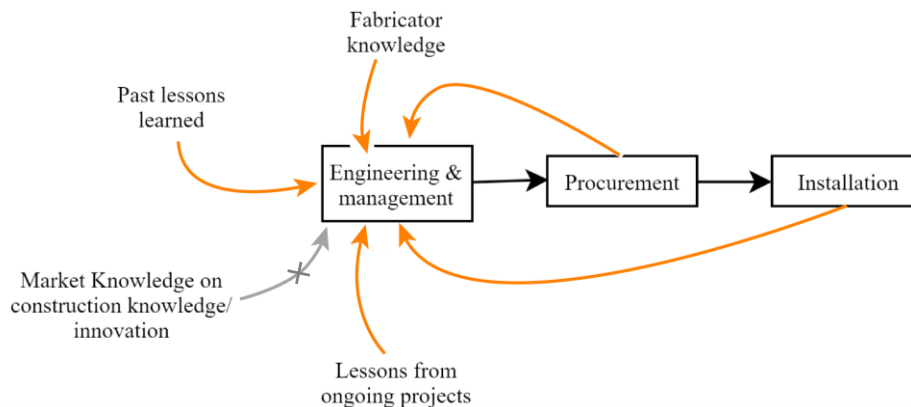 Fabricator
knowledge
Past lessons
learned
Engineering &
management
Procurement
Installation
Market Knowledge on
construction knowledge/
innovation
Lessons from
ongoing projects